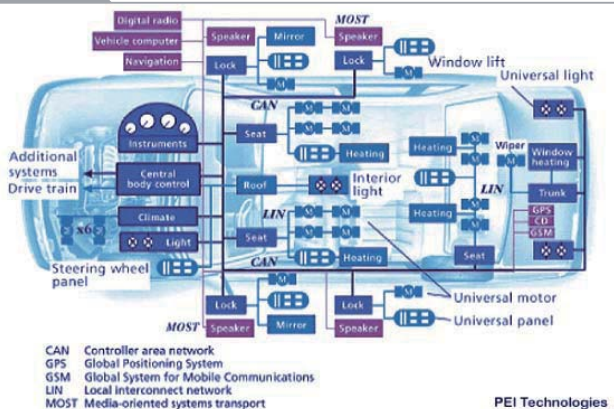 Digital radio
MOST
Vehicle computer
Speaker
Mirror
Speaker
Navigation
Lock
Lock
M
M
Window lift
Universal light
CAN
M
M
Instruments
Seat
M
M
Heating
M
Wiper
M
Window
heating
Additional
systems
Drive train
Central
body control
Heating
Roof
Interior
light
M
LIN
Trunk
Climate
LIN
M
M
Heating
M
GPS
x6
CD
Light
Seat
M
M
M
GSM
CAN
Heating
Seat
Steering wheel
panel
M
M
Universal motor
Lock
Lock
Universal panel
MOST
Speaker
Mirror
Speaker
CAN Controller area network
GPS Global Positioning System
GSM Global System for Mobile Communications
LIN Local interconnect network
MOST Media-oriented systems transport
PEI Technologies